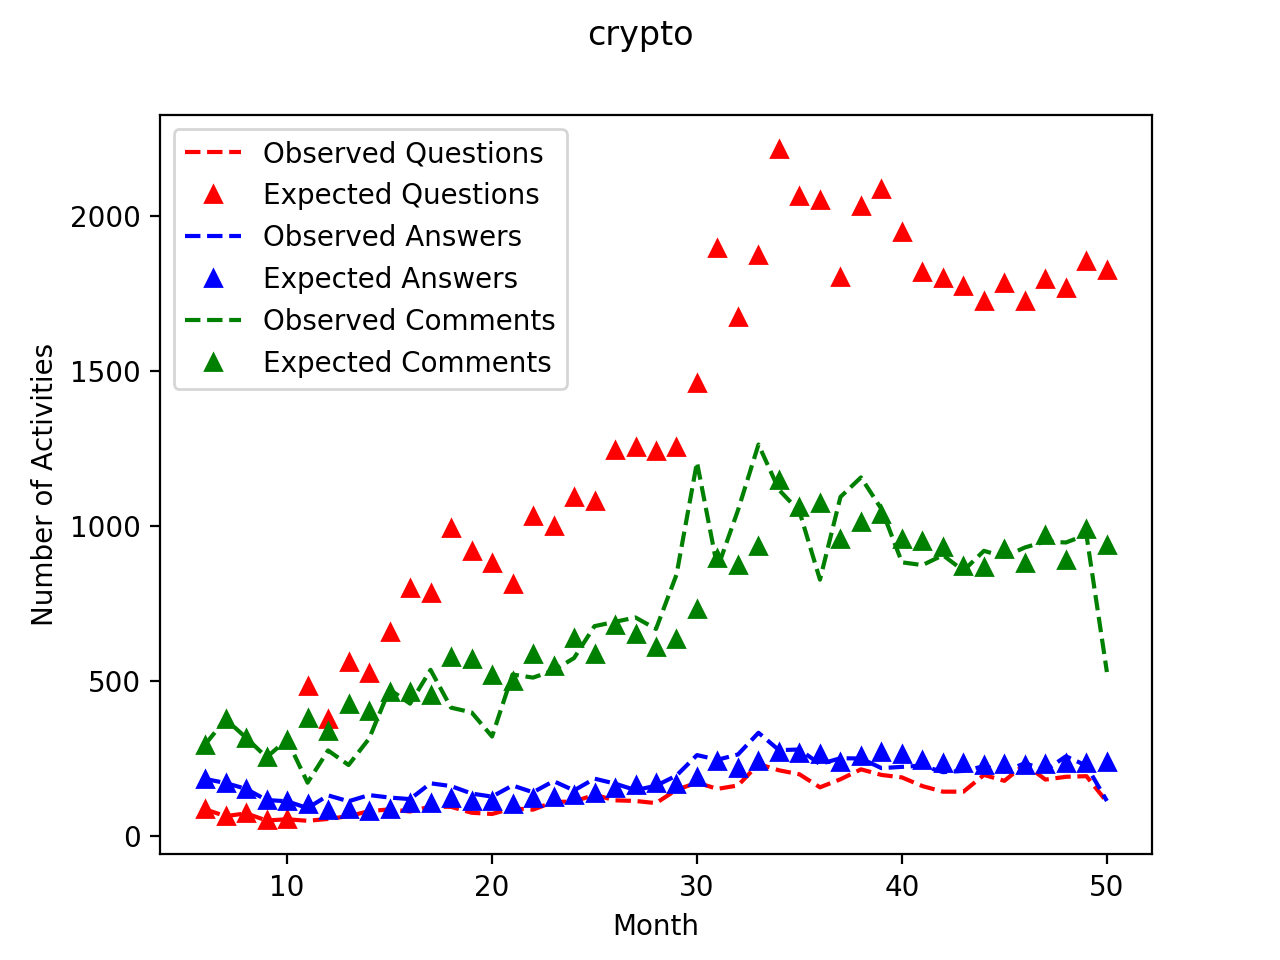 crypto
Observed Questions
Expected Questions
Observed Answers
Expected Answers
Observed Comments
Expected Comments
Number of Activities
2000
1500
1000
500
0
10 20 30 40 50
Month